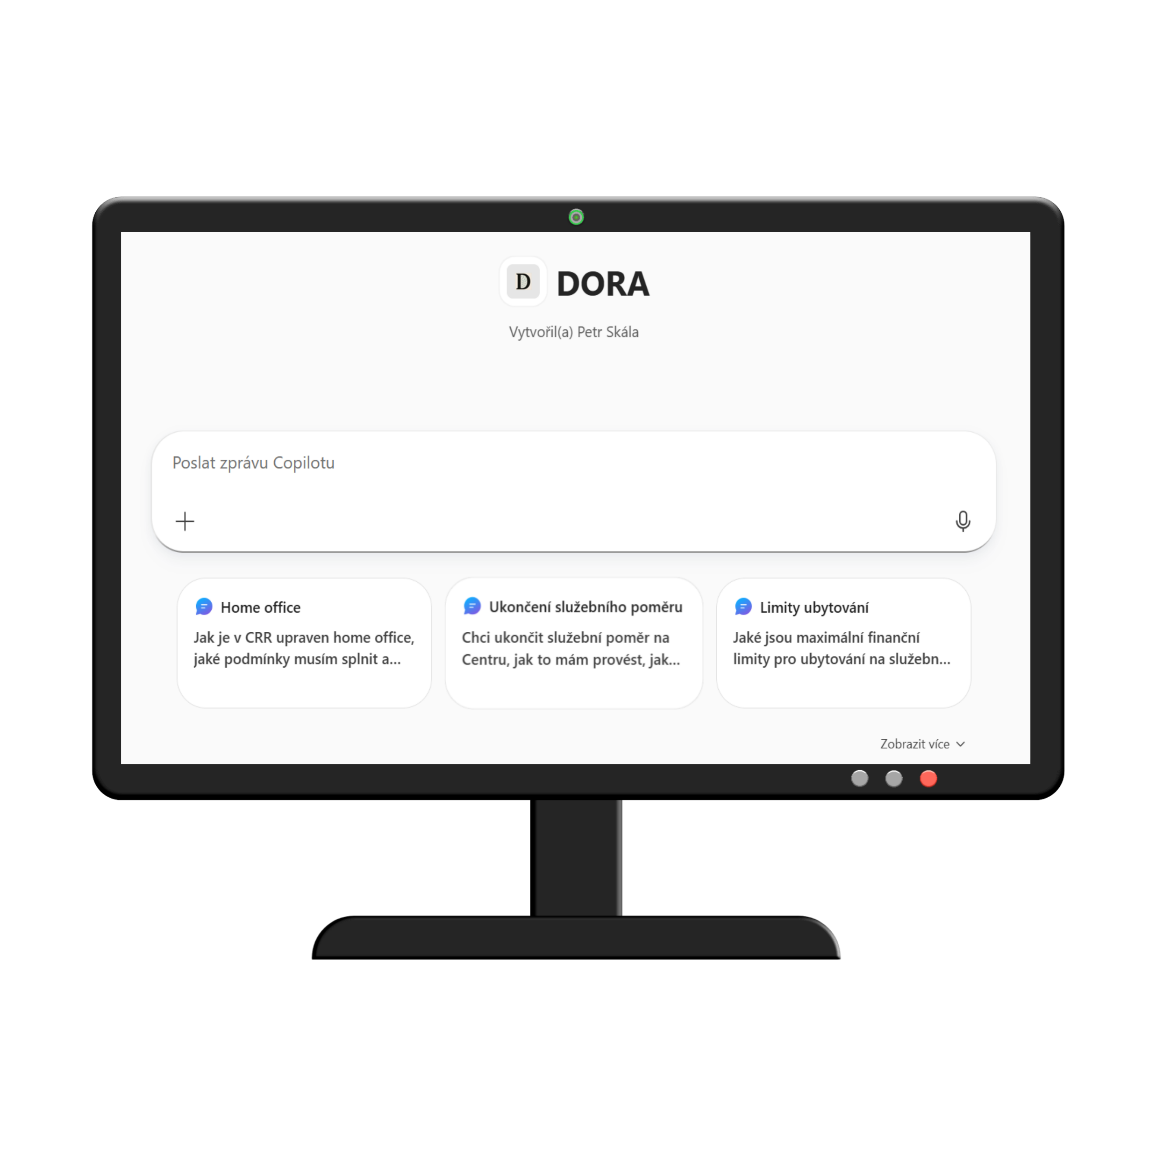 D DORA
Vytvořil(a) Petr Skála
Poslat zprávu Copilotu
Home office
Jak je v CRR upraven home office,
jaké podmínky musím splnit a...
Ukončení služebního poměru
Chci ukončit služební poměr na
Centru, jak to mám provést, jak...
Limity ubytování
Jaké jsou maximální finanční
limity pro ubytování na služebn...
Zobrazit více